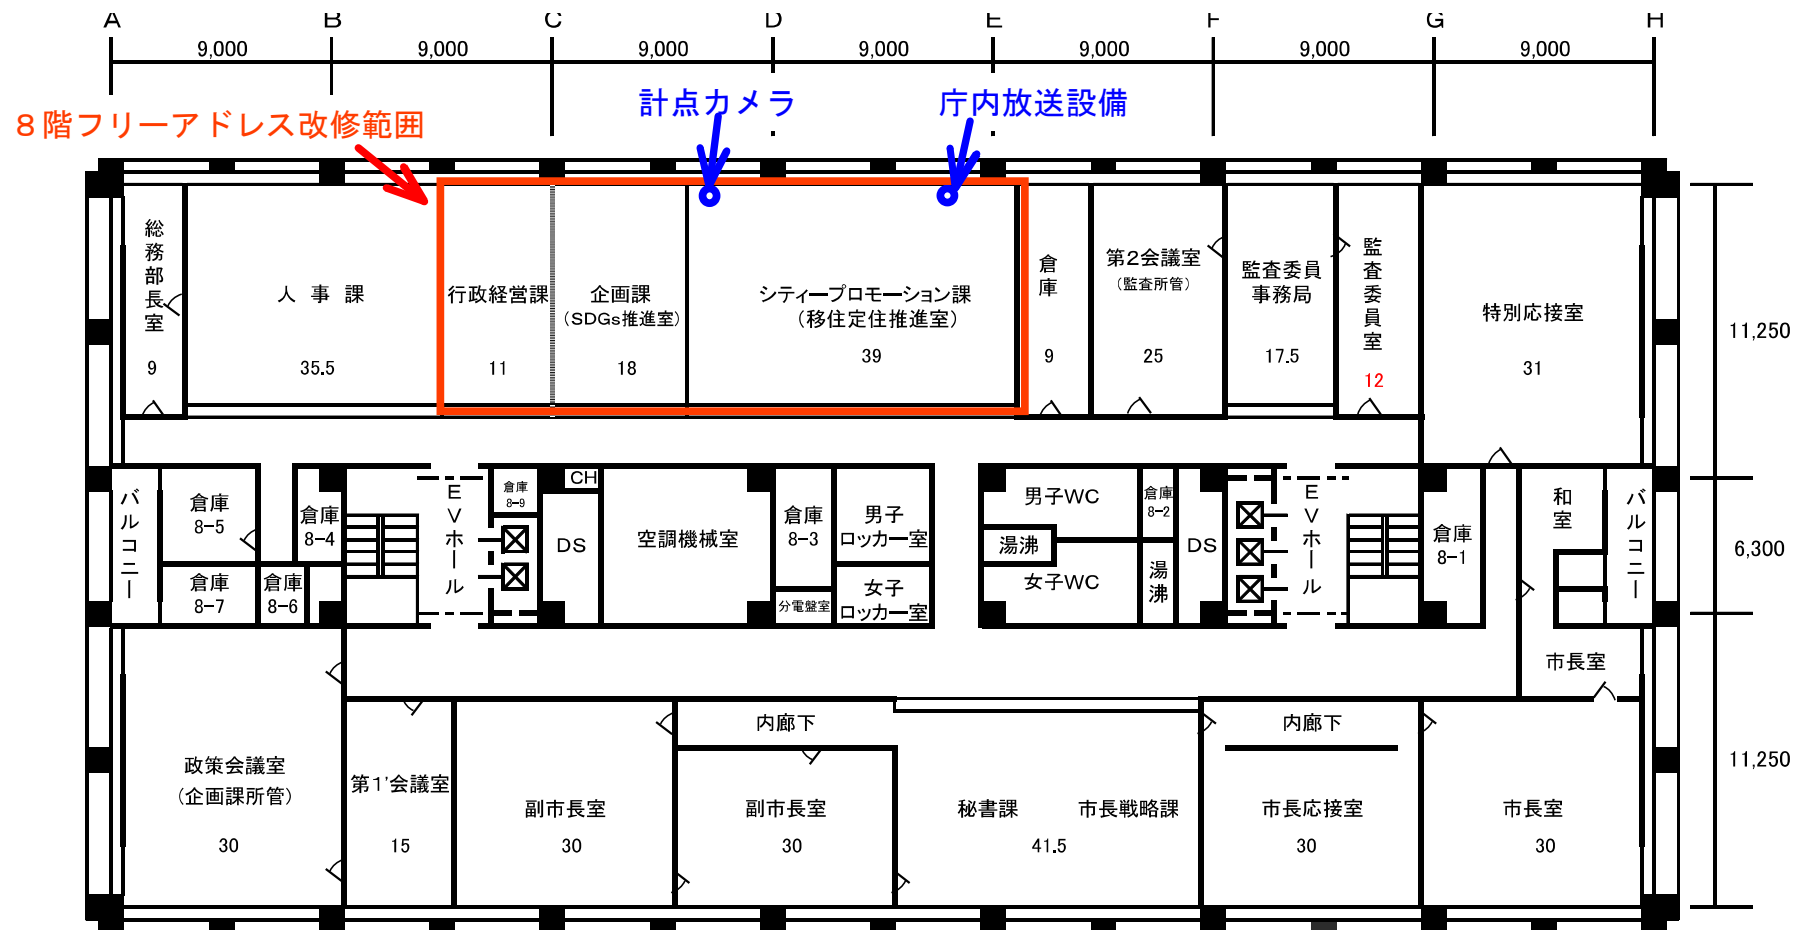 A B C D E F G H
9,000 9,000 9,000 9,000 9,000 9,000 9,000
計点カメラ 庁内放送設備
8階フリーアドレス改修範囲
総務部長室
9
人事課
35.5
行政経営課
11
企画課
(SDGs推進室)
18
シティープロモーション課
(移住定住推進室)
39
倉庫
9
第2会議室
(監査所管)
25
監査委員
事務局
17.5
監査委員室
12
特別応接室
31
11,250
バルコニー
倉庫
8-5
倉庫
8-4
倉庫
8-7
倉庫
8-6
EVホール
倉庫
8-9
CH
DS
空調機械室
倉庫
8-3
分電盤室
男子
ロッカー室
女子
ロッカー室
男子WC
湯沸
女子WC
倉庫
8-2
湯沸
DS
EVホール
倉庫
8-1
和室
バルコニー
6,300
市長室
政策会議室
(企画課所管)
30
第1'会議室
15
副市長室
30
内廊下
副市長室
30
秘書課 市長戦略課
41.5
内廊下
市長応接室
30
市長室
30
11,250